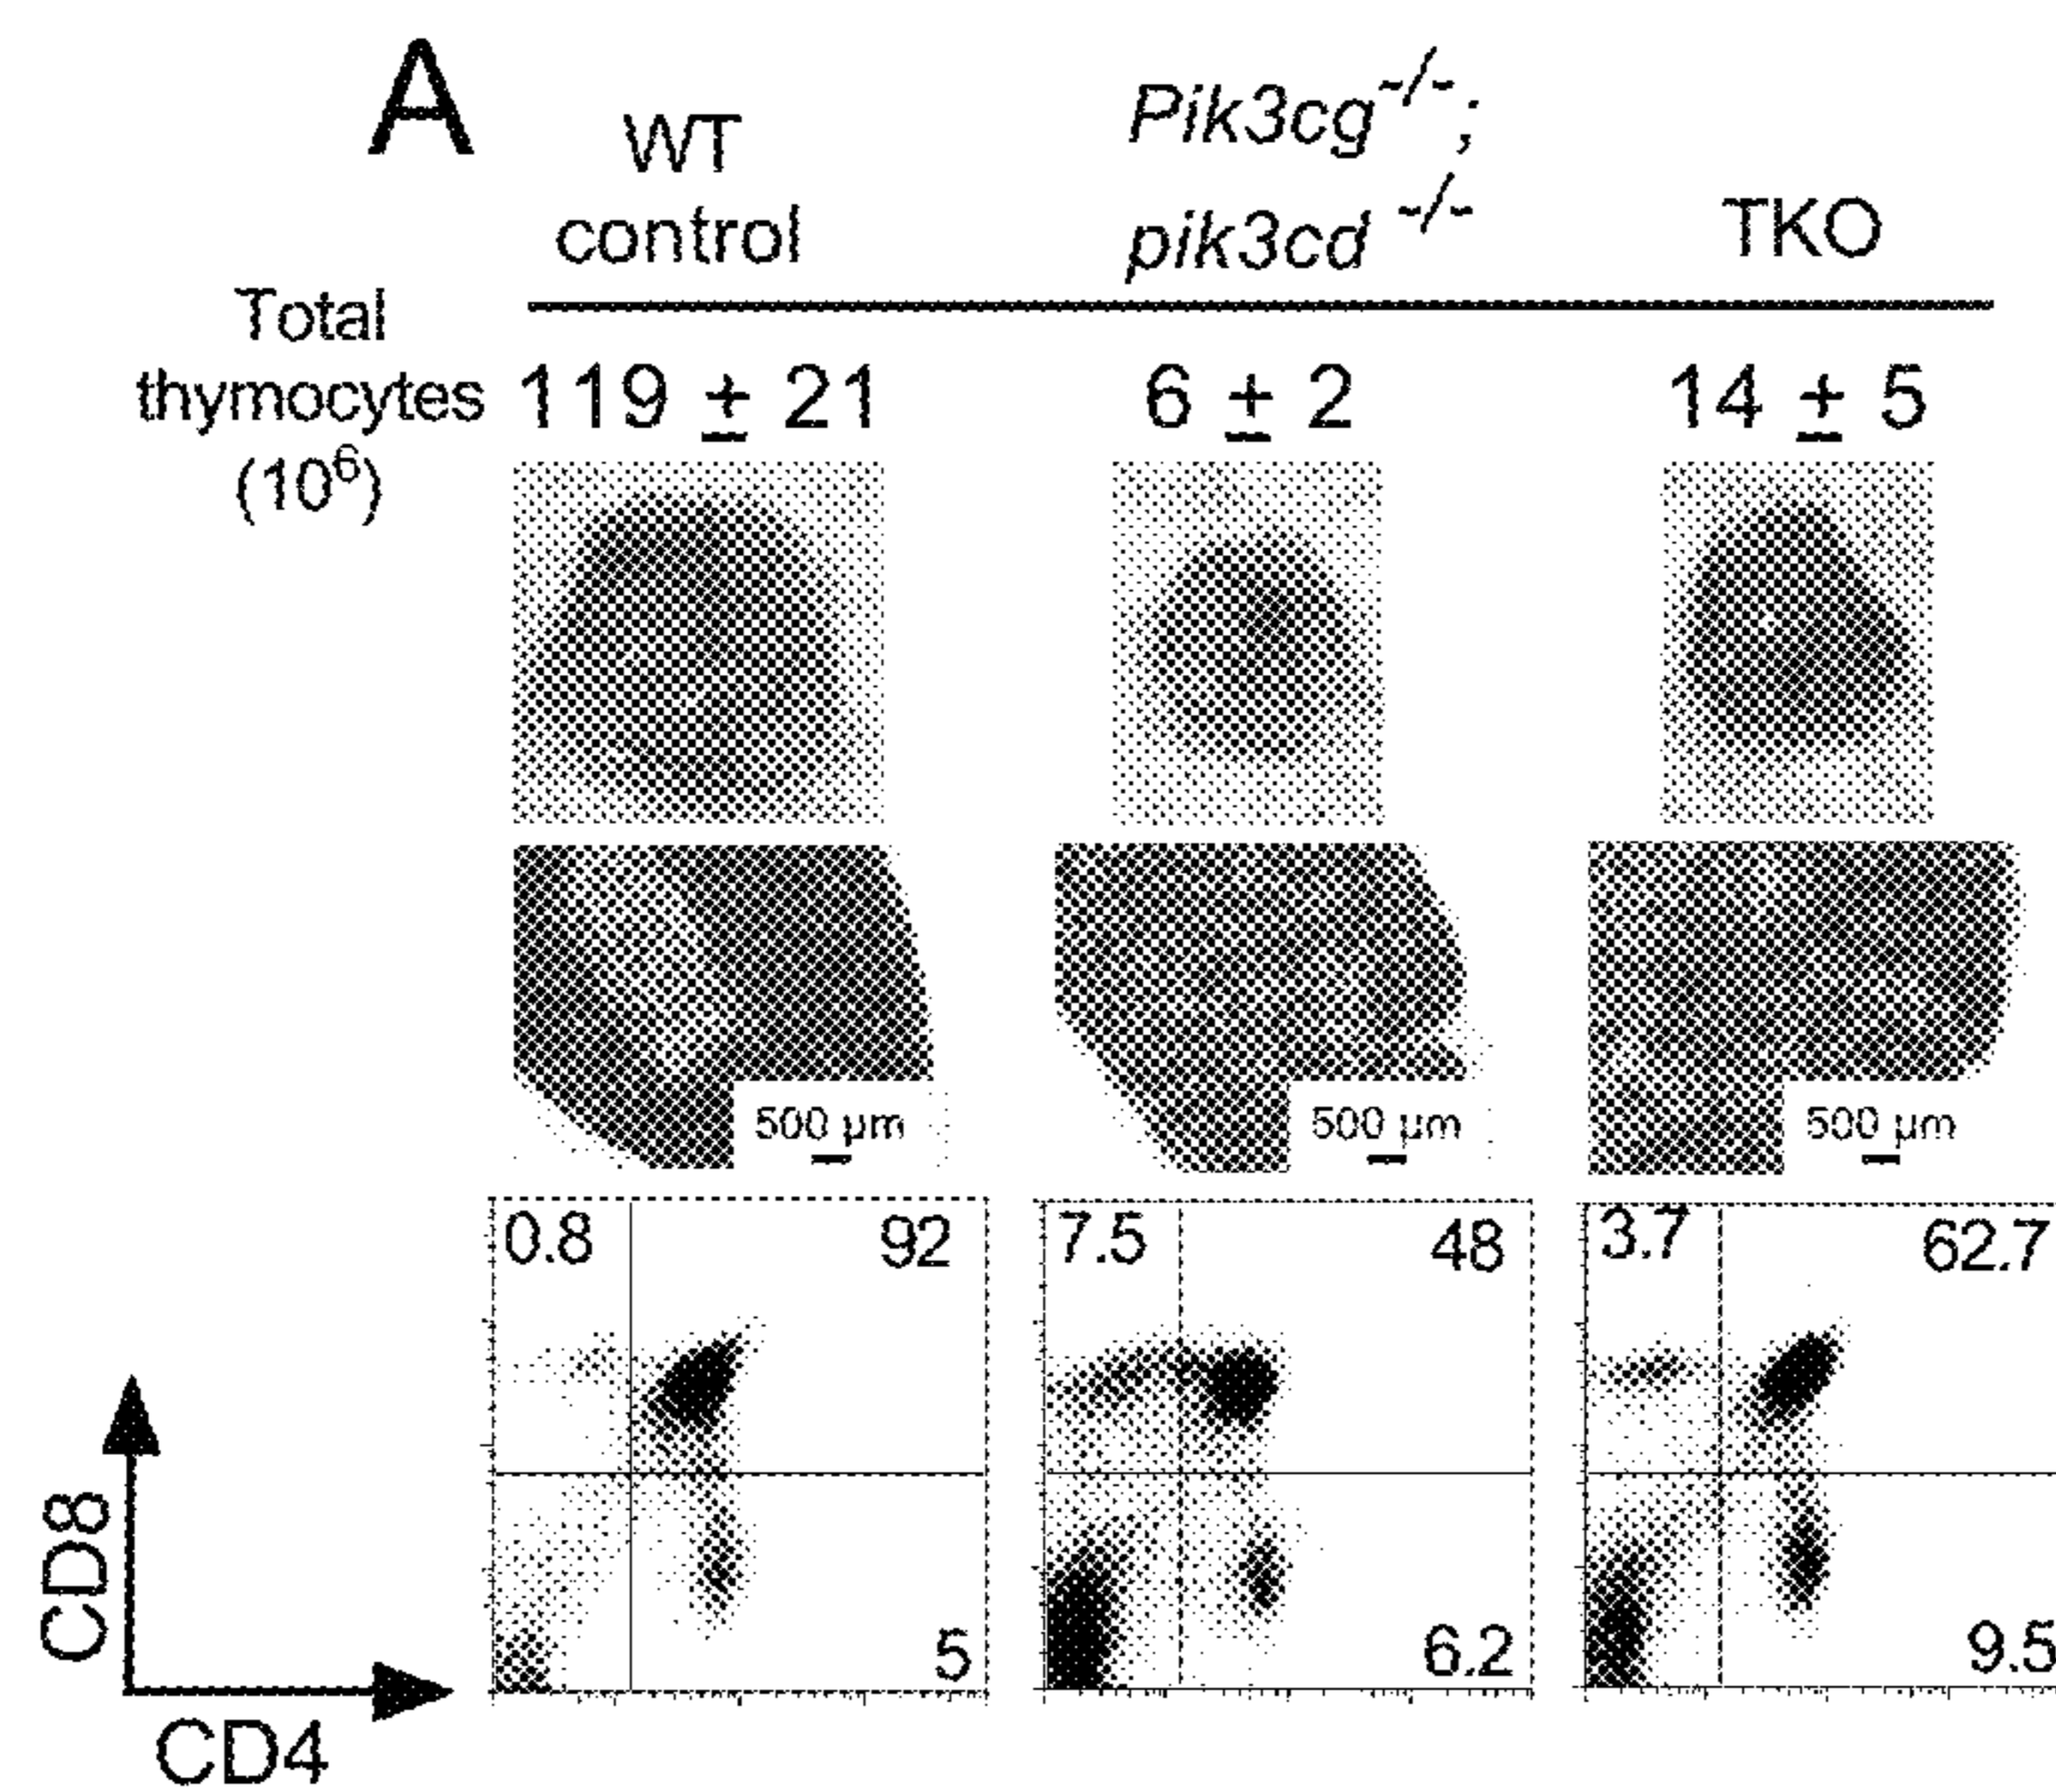 A
WT
control
Pik3cg-/-;
pik3cd -/-
TKO
Total
thymocytes
(10⁶)
119 ± 21
6 ± 2
14 ± 5
500 µm
500 µm
500 µm
0.8
92
5
7.5
48
6.2
3.7
62.7
9.5
CD8
CD4